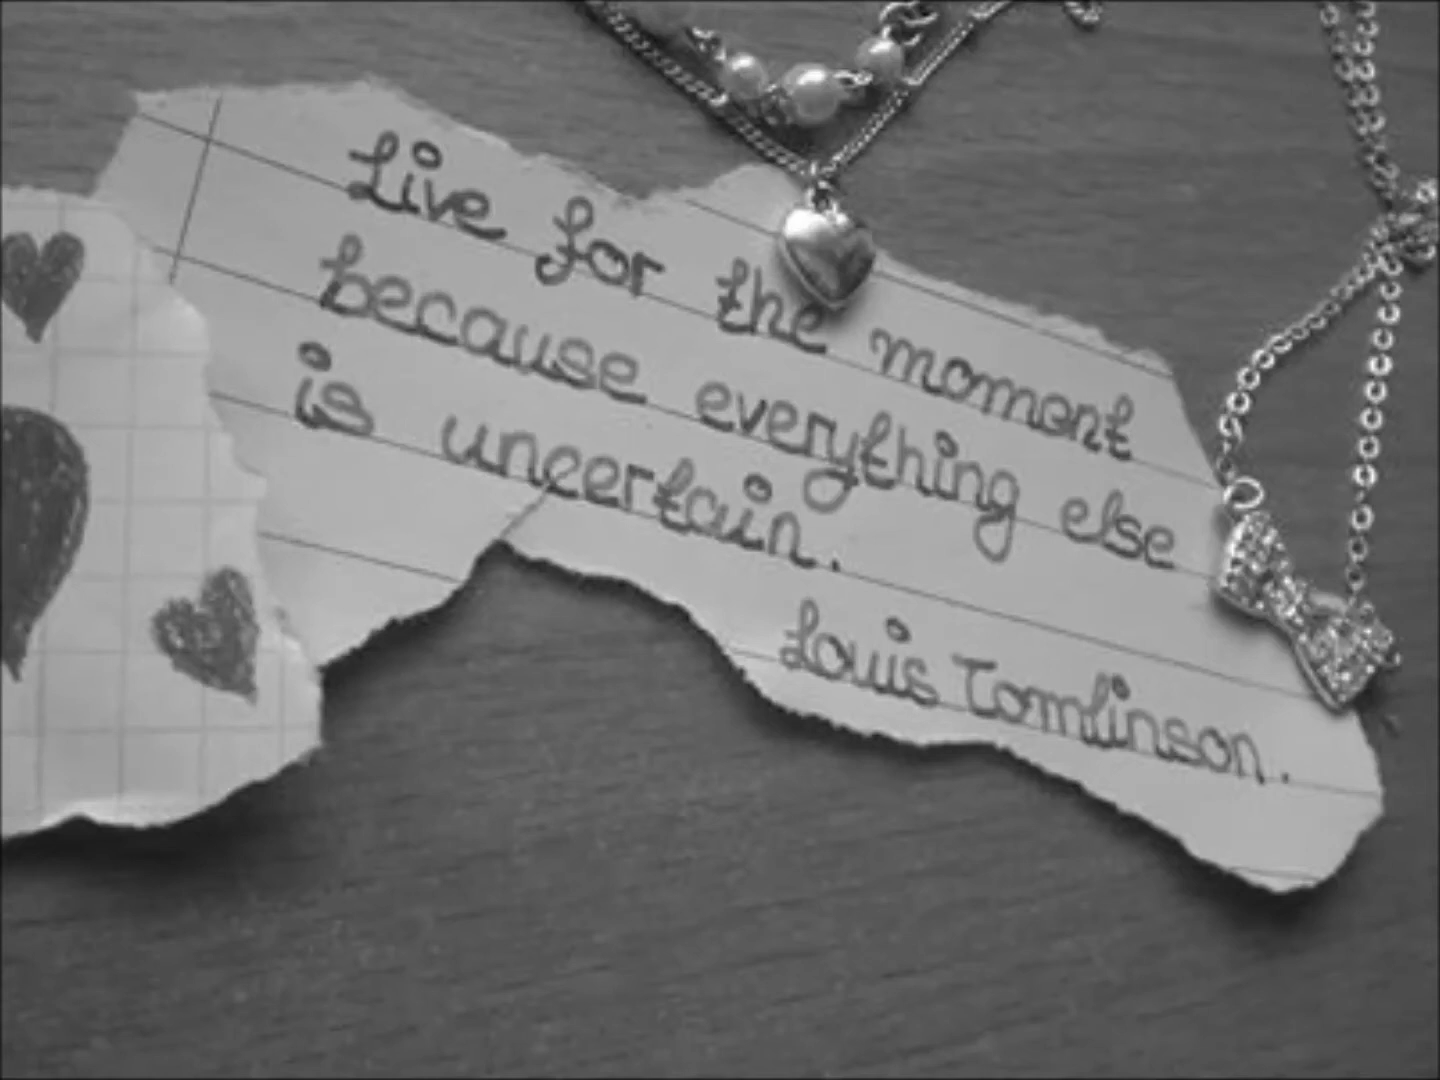 Live for the moment
because everything else
is uncertain.
Louis Tomlinson.